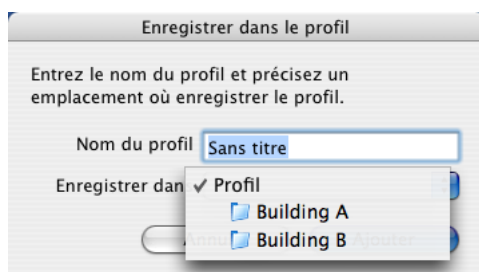 Enregistrer dans le profil
Entrez le nom du profil et précisez un
emplacement où enregistrer le profil.
Nom du profil Sans titre
Enregistrer dan ✓ Profil
Building A
Building B
Ajouter